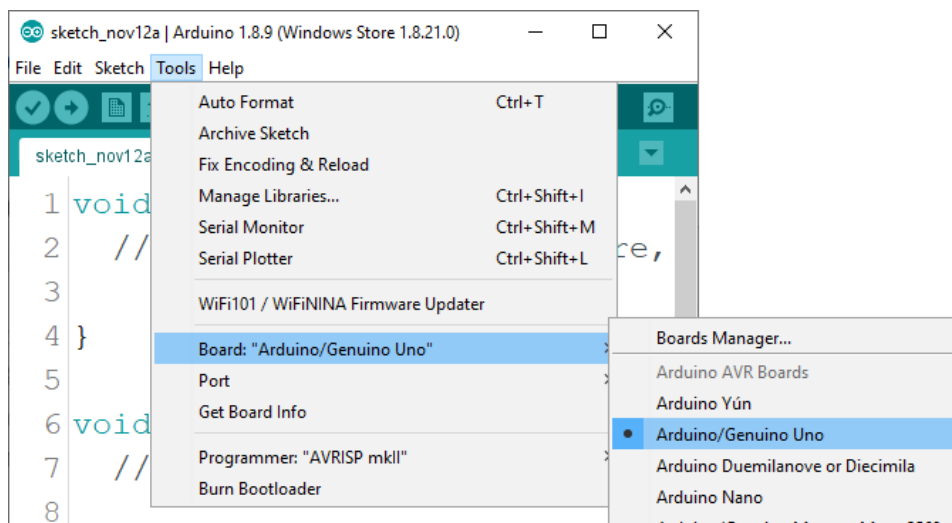 sketch_nov12a | Arduino 1.8.9 (Windows Store 1.8.21.0)
File Edit Sketch Tools Help
sketch_nov12a
Auto Format Ctrl+T
Archive Sketch
Fix Encoding & Reload
Manage Libraries... Ctrl+Shift+I
Serial Monitor Ctrl+Shift+M
Serial Plotter Ctrl+Shift+L
WiFi101 / WiFiNINA Firmware Updater
Board: "Arduino/Genuino Uno"
Port
Get Board Info
Programmer: "AVRISP mkII"
Burn Bootloader
1 void
2 // re,
3
4 }
5
6 void
7 //
8
Boards Manager...
Arduino AVR Boards
Arduino Yún
Arduino/Genuino Uno
Arduino Duemilanove or Diecimila
Arduino Nano